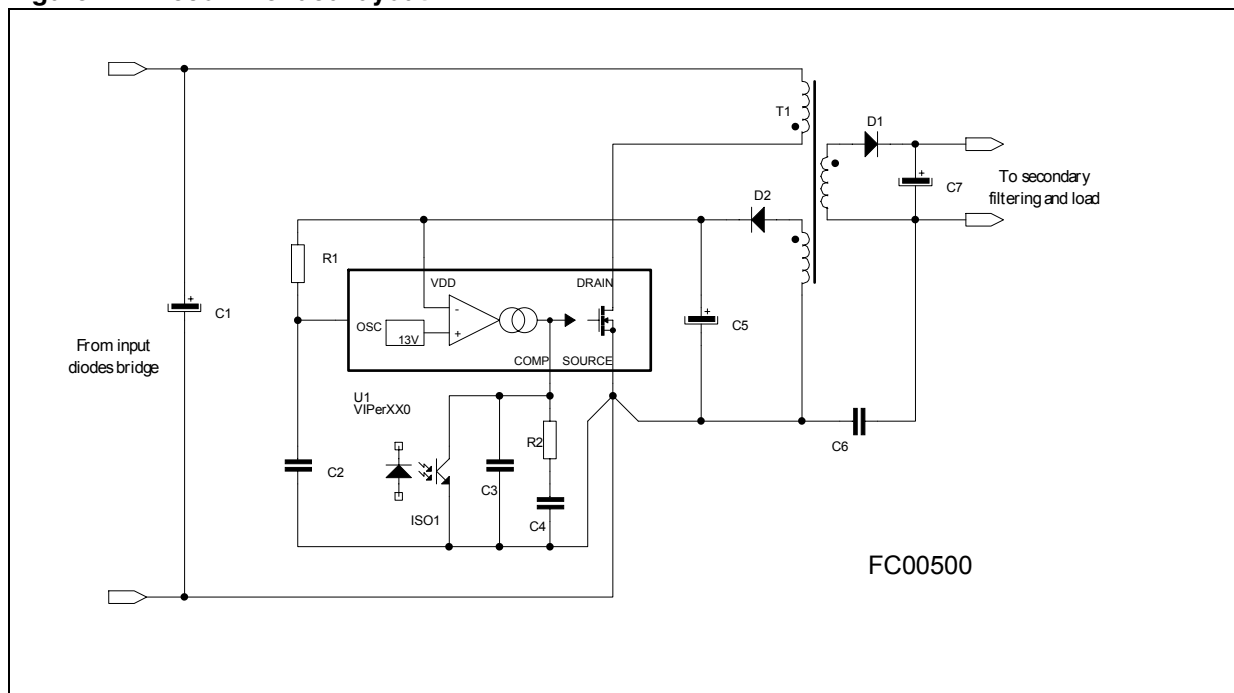 T1
D1
+
C7
To secondary
filtering and load
D2
R1
VDD
DRAIN
-
+
OSC
13V
COMP
SOURCE
+
C5
+
C1
From input
diodes bridge
U1
VIPerXX0
C6
R2
C2
C3
ISO1
C4
FC00500